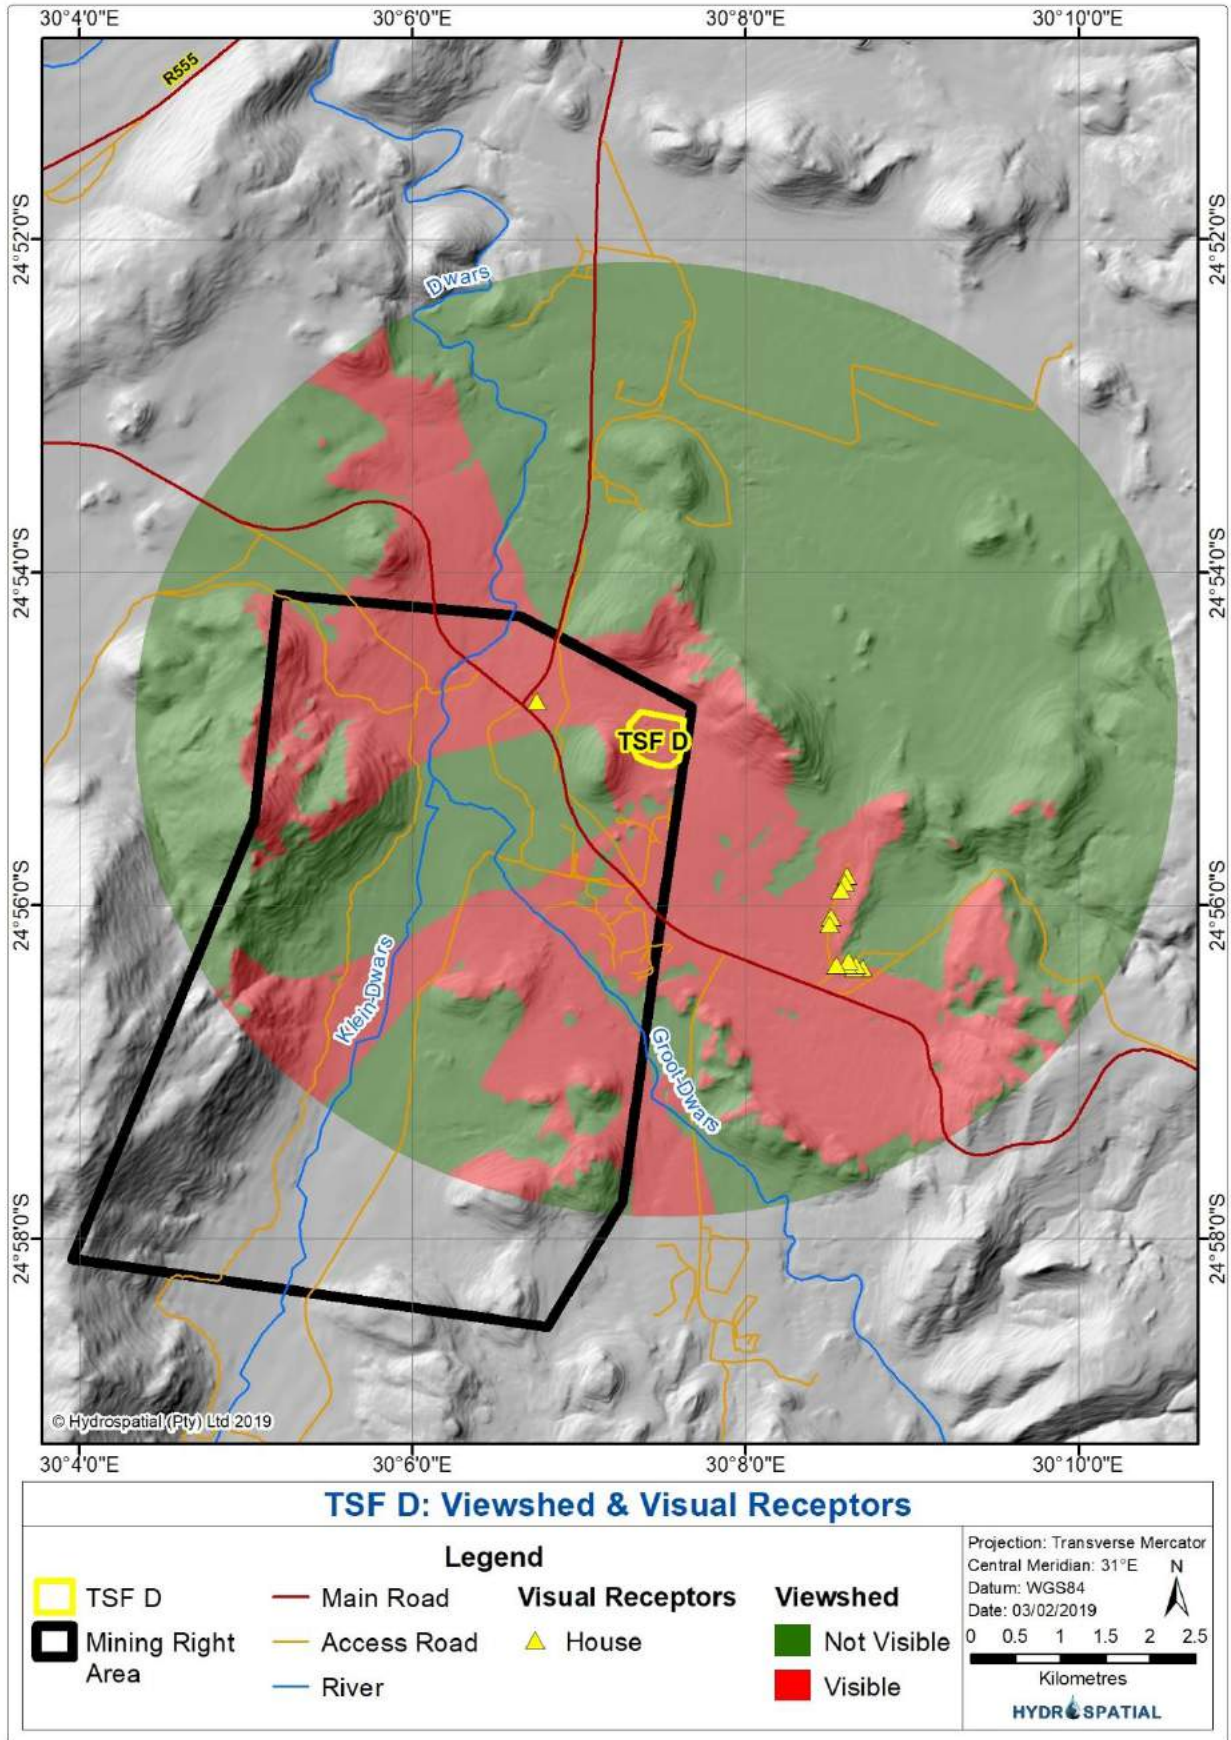 30°4'0"E
30°6'0"E
30°8'0"E
30°10'0"E
R555
24°52'0"S
24°52'0"S
Dwars
24°54'0"S
24°54'0"S
TSF D
24°56'0"S
24°56'0"S
Klein-Dwars
Groot-Dwars
24°58'0"S
24°58'0"S
© Hydrospatial (Pty) Ltd 2019
30°4'0"E
30°6'0"E
30°8'0"E
30°10'0"E
TSF D: Viewshed & Visual Receptors
Legend
TSF D
Mining Right
Area
Main Road
Access Road
River
Visual Receptors
House
Viewshed
Not Visible
Visible
Projection: Transverse Mercator
Central Meridian: 31°E
Datum: WGS84
Date: 03/02/2019
N
0 0.5 1 1.5 2 2.5
Kilometres
HYDROSPATIAL